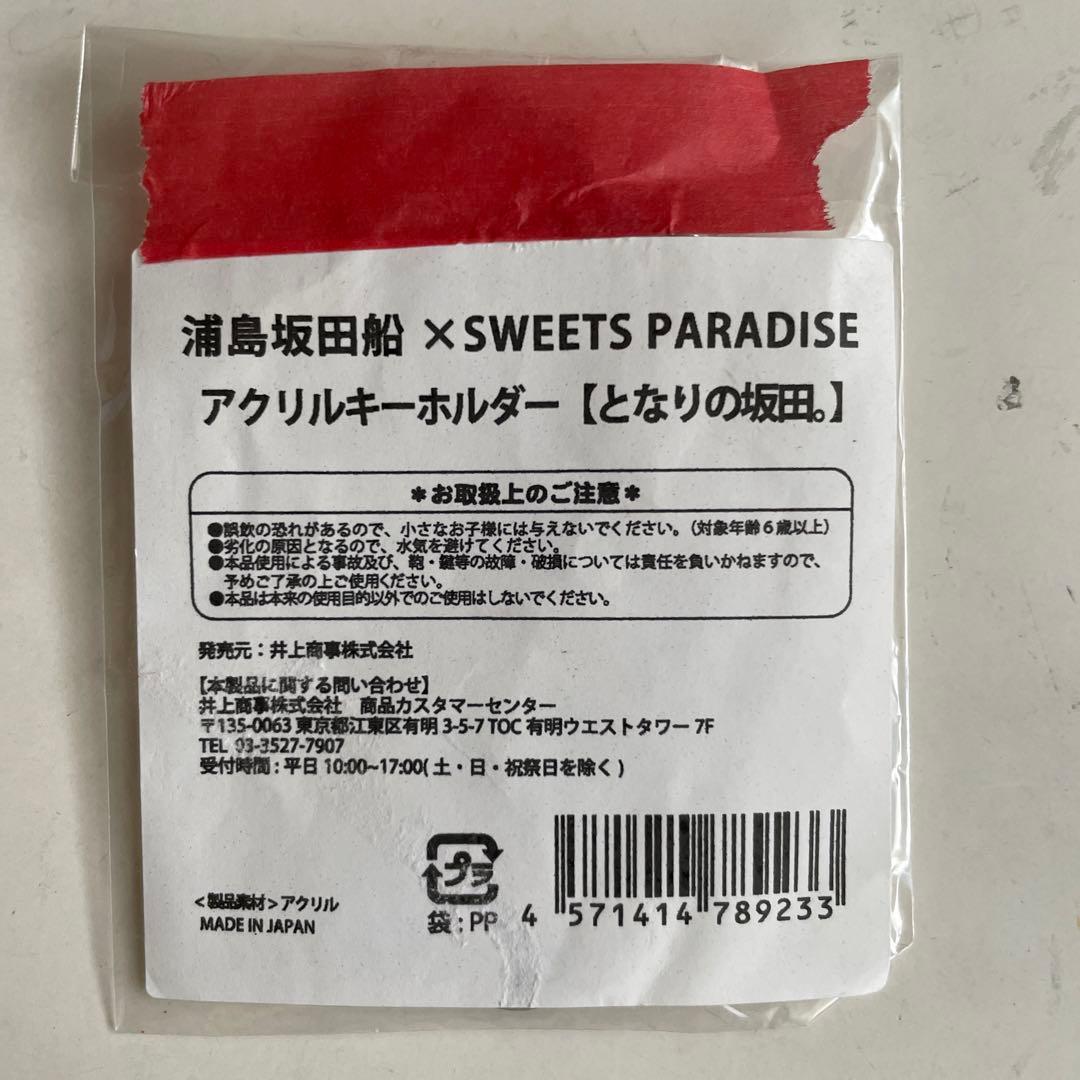 浦島坂田船 ×SWEETS PARADISE
アクリルキーホルダー【となりの坂田。】
＊お取扱上のご注意＊
●誤飲の恐れがあるので、小さなお子様には与えないでください。（対象年齢６歳以上）
●劣化の原因となるので、水気を避けてください。
●本品使用による事故及び、鞄・鍵等の故障・破損については責任を負いかねますので、
予めご了承の上ご使用ください。
●本品は本来の使用目的以外でのご使用はしないでください。
発売元：井上商事株式会社
【本製品に関する問い合わせ】
井上商事株式会社　商品カスタマーセンター
〒135-0063 東京都江東区有明 3-5-7 TOC 有明ウエストタワー 7F
TEL 03-3527-7907
受付時間 : 平日 10:00~17:00( 土・日・祝祭日を除く )
プラ
袋 : PP
4 571414 789233
＜製品素材＞アクリル
MADE IN JAPAN